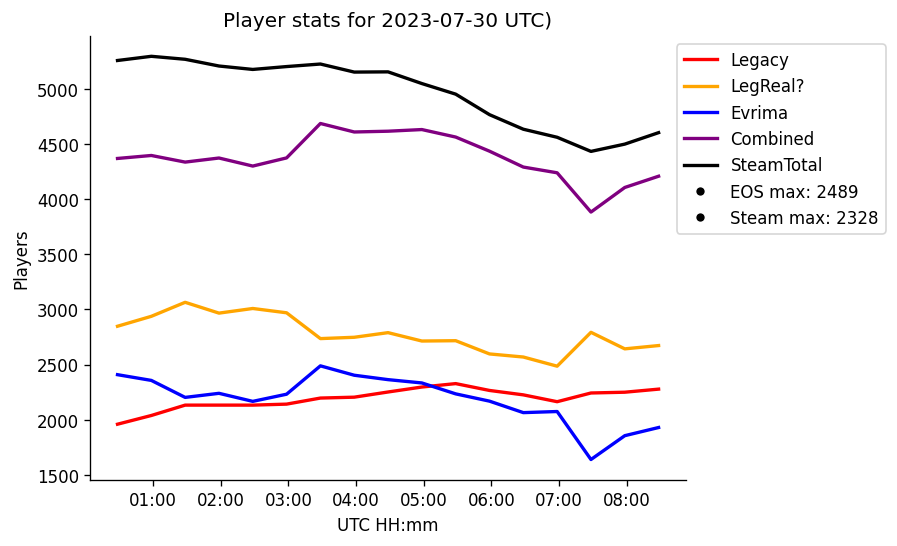 Player stats for 2023-07-30 UTC)
Legacy
LegReal?
Evrima
Combined
SteamTotal
EOS max: 2489
Steam max: 2328
Players
5000
4500
4000
3500
3000
2500
2000
1500
01:00 02:00 03:00 04:00 05:00 06:00 07:00 08:00
UTC HH:mm